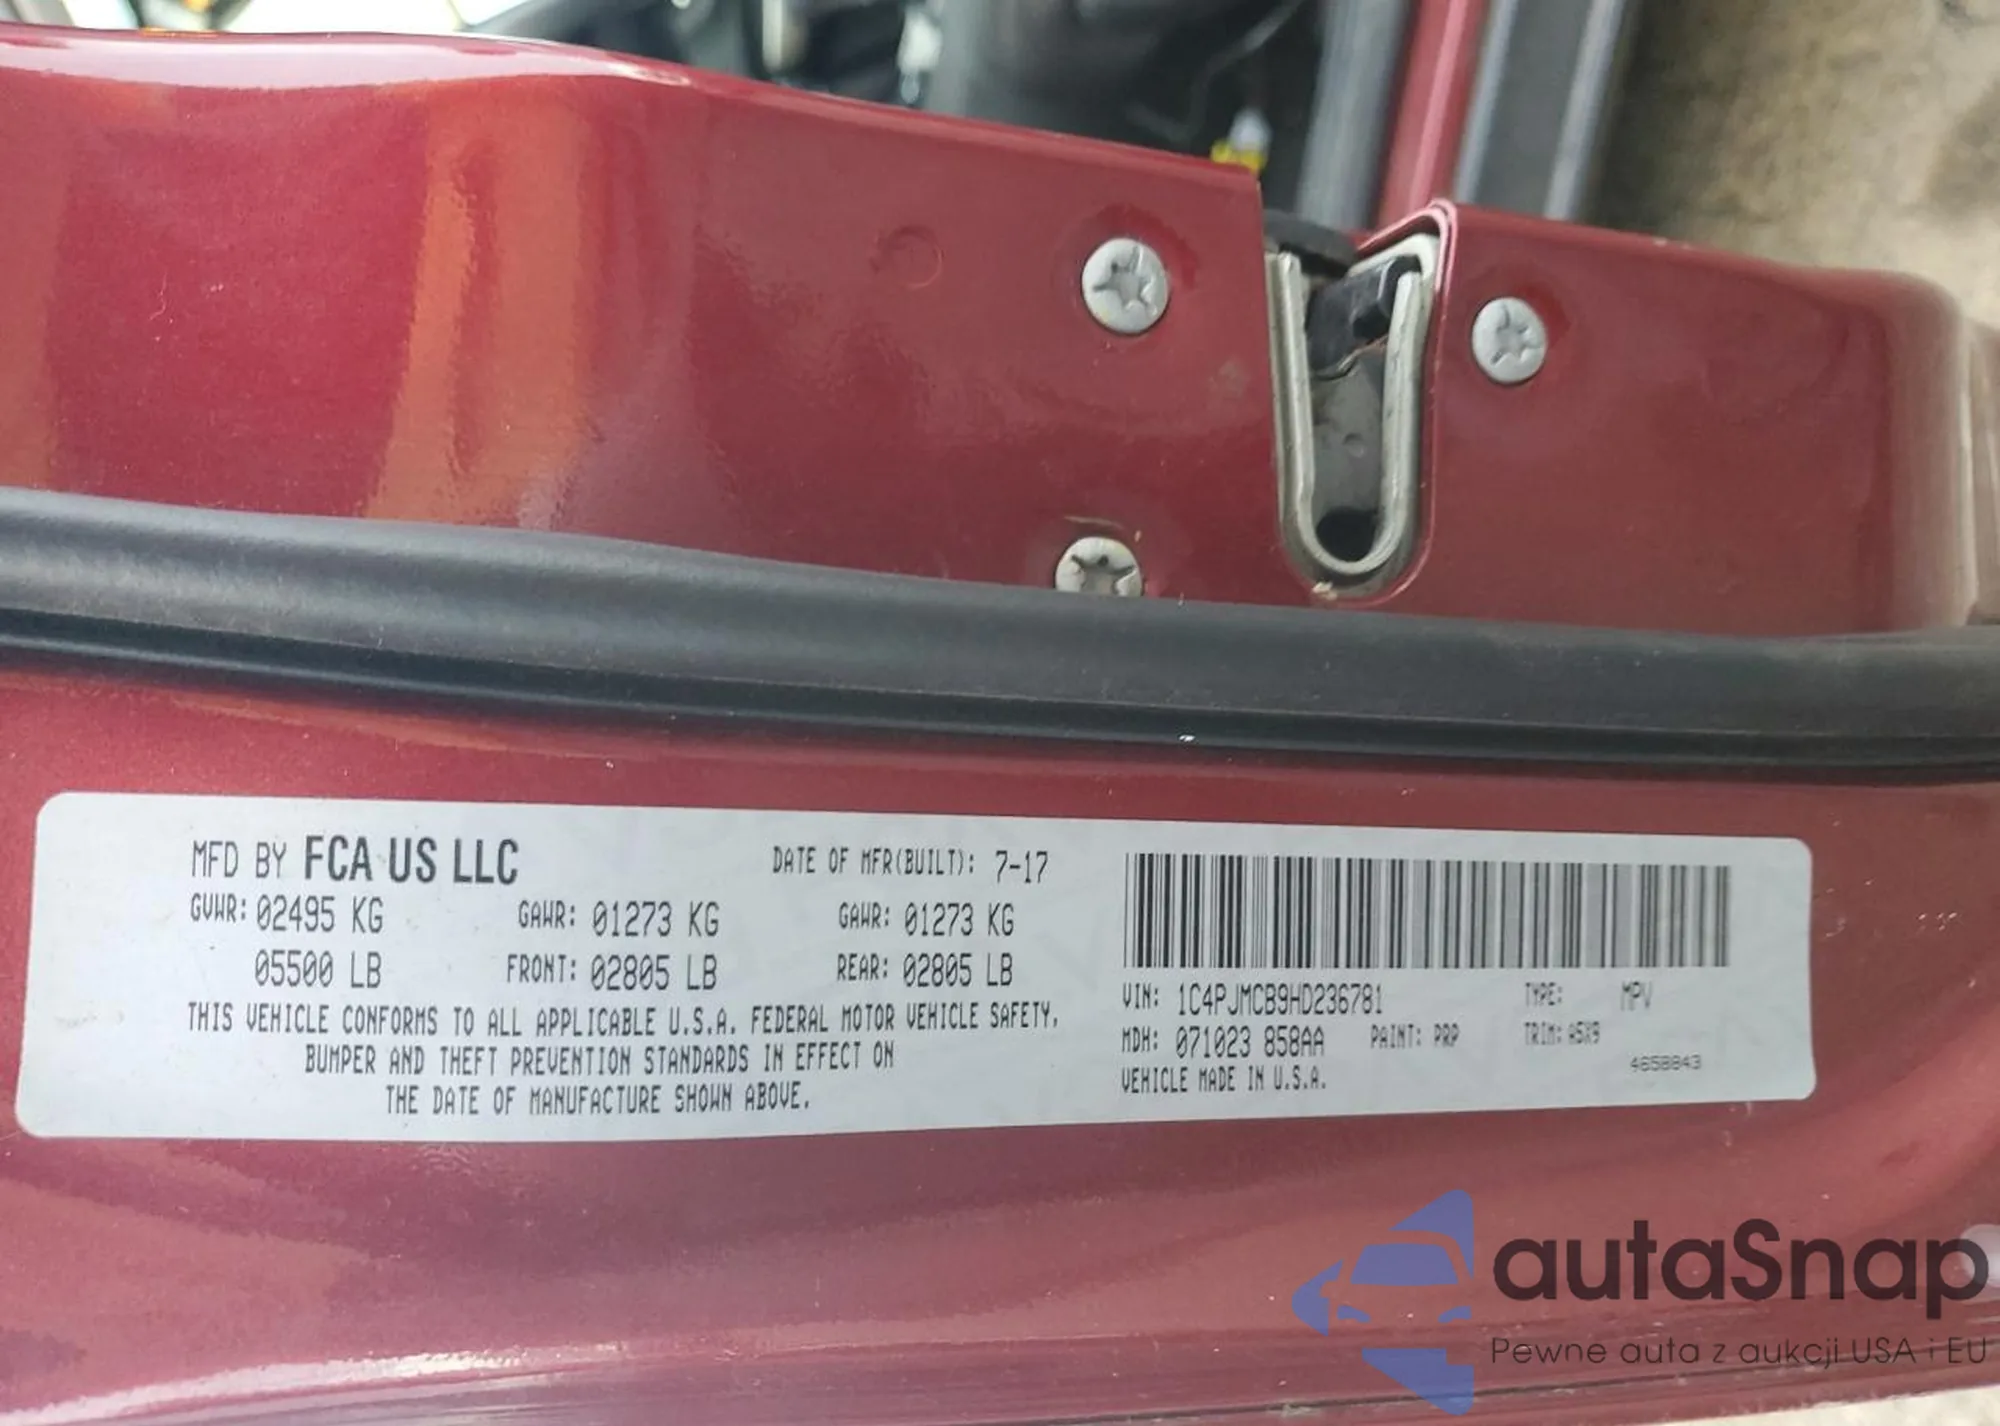 MFD BY FCA US LLC DATE OF MFR(BUILT): 7-17
GVWR: 02495 KG GAWR: 01273 KG GAWR: 01273 KG
05500 LB FRONT: 02805 LB REAR: 02805 LB
THIS VEHICLE CONFORMS TO ALL APPLICABLE U.S.A. FEDERAL MOTOR VEHICLE SAFETY,
BUMPER AND THEFT PREVENTION STANDARDS IN EFFECT ON
THE DATE OF MANUFACTURE SHOWN ABOVE.
VIN: 1C4PJMCB9HD236781 TYPE: MPV
MDH: 071023 858AA PAINT: PRP TRIM: A5X9
VEHICLE MADE IN U.S.A. 4658843
autaSnap
Pewne auta z aukcji USA i EU